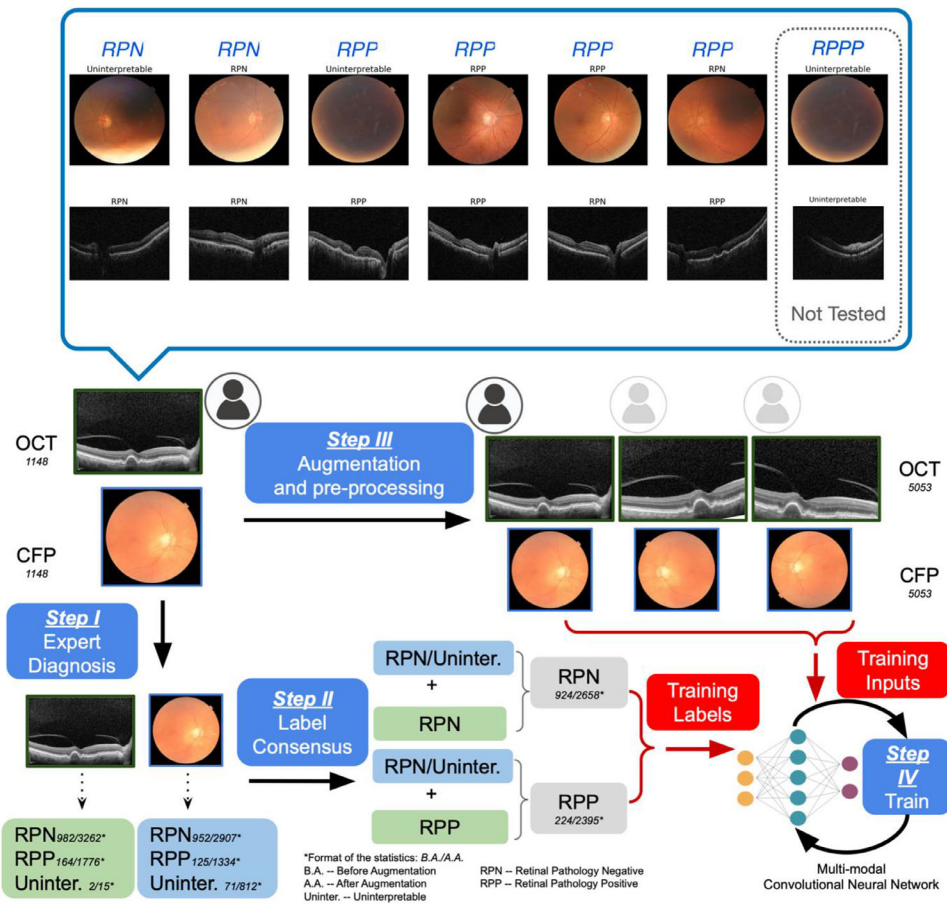 RPN RPN RPP RPP RPP RPP RPPP
Uninterpretable RPN Uninterpretable RPP RPP RPN Uninterpretable
RPN RPN RPP RPP RPN RPP Uninterpretable
Not Tested
OCT
1148
Step III
Augmentation
and pre-processing
OCT
5053
CFP
1148
CFP
5053
Step I
Expert
Diagnosis
Step II
Label
Consensus
RPN/Uninter.
+
RPN
RPN
924/2658*
RPN/Uninter.
+
RPP
RPP
224/2395*
Training
Labels
Training
Inputs
Step
IV
Train
Multi-modal
Convolutional Neural Network
RPN982/3262*
RPP164/1776*
Uninter. 2/15*
RPN952/2907*
RPP125/1334*
Uninter. 71/812*
*Format of the statistics: B.A./A.A.
B.A. -- Before Augmentation
A.A. -- After Augmentation
Uninter. -- Uninterpretable
RPN -- Retinal Pathology Negative
RPP -- Retinal Pathology Positive